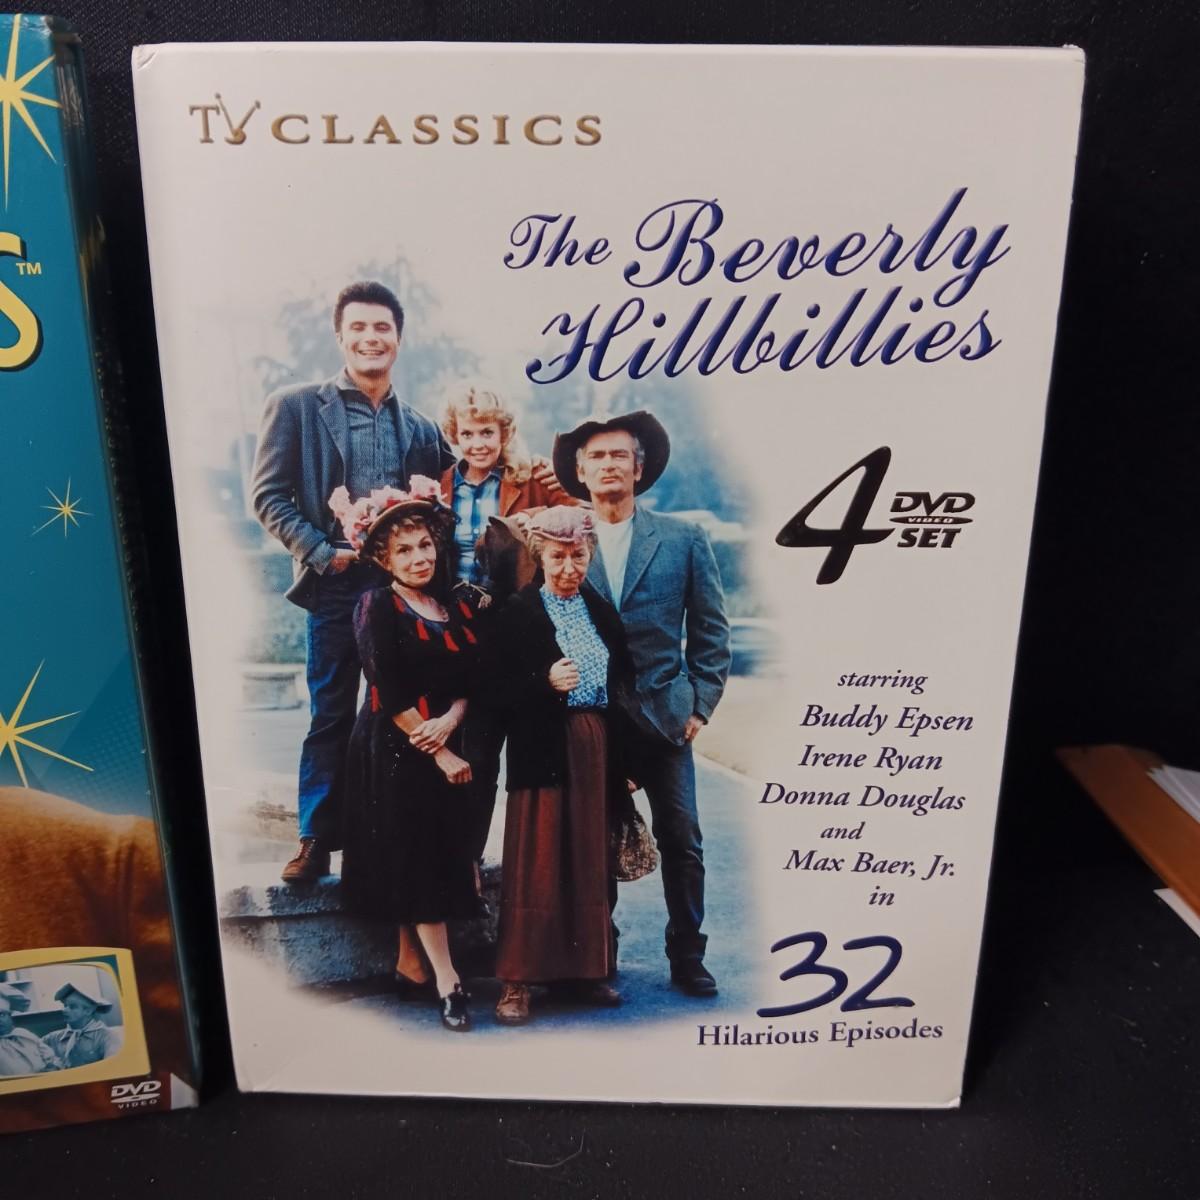 TV CLASSICS
The Beverly
Hillbillies
4 DVD
VIDEO
SET
starring
Buddy Epsen
Irene Ryan
Donna Douglas
and
Max Baer, Jr.
in
32
Hilarious Episodes
S™
DVD
VIDEO